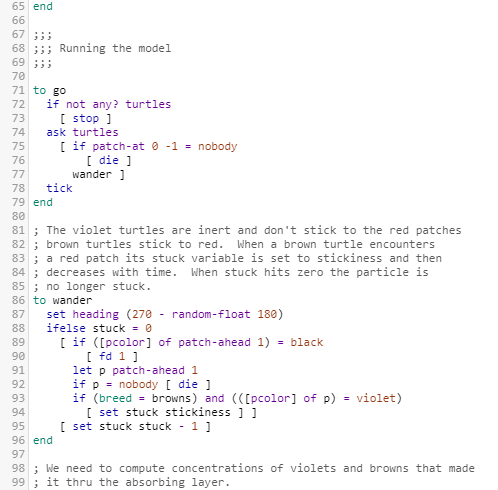 65 end
66
67 ;;;
68 ;;; Running the model
69 ;;;
70
71 to go
72   if not any? turtles
73     [ stop ]
74   ask turtles
75     [ if patch-at 0 -1 = nobody
76         [ die ]
77       wander ]
78   tick
79 end
80
81 ; The violet turtles are inert and don't stick to the red patches
82 ; brown turtles stick to red.  When a brown turtle encounters
83 ; a red patch its stuck variable is set to stickiness and then
84 ; decreases with time.  When stuck hits zero the particle is
85 ; no longer stuck.
86 to wander
87   set heading (270 - random-float 180)
88   ifelse stuck = 0
89     [ if ([pcolor] of patch-ahead 1) = black
90         [ fd 1 ]
91       let p patch-ahead 1
92       if p = nobody [ die ]
93       if (breed = browns) and (([pcolor] of p) = violet)
94         [ set stuck stickiness ] ]
95     [ set stuck stuck - 1 ]
96 end
97
98 ; We need to compute concentrations of violets and browns that made
99 ; it thru the absorbing layer.